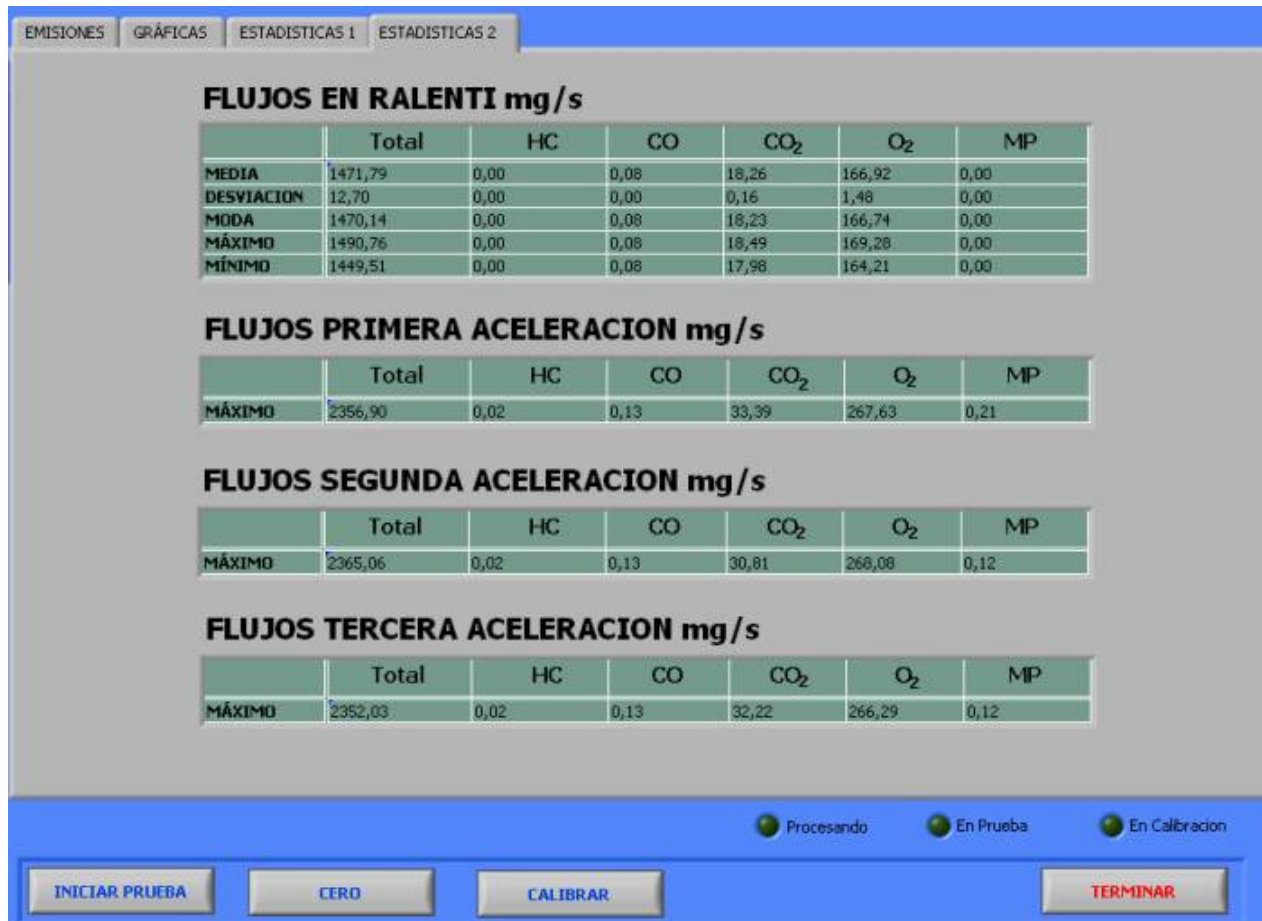 EMISIONES GRÁFICAS ESTADISTICAS 1 ESTADISTICAS 2
FLUJOS EN RALENTI mg/s
Total HC CO CO₂ O₂ MP
MEDIA 1471,79 0,00 0,08 18,26 166,92 0,00
DESVIACION 12,70 0,00 0,00 0,16 1,48 0,00
MODA 1470,14 0,00 0,08 18,23 166,74 0,00
MÁXIMO 1490,76 0,00 0,08 18,49 169,28 0,00
MÍNIMO 1449,51 0,00 0,08 17,98 164,21 0,00
FLUJOS PRIMERA ACELERACION mg/s
Total HC CO CO₂ O₂ MP
MÁXIMO 2356,90 0,02 0,13 33,39 267,63 0,21
FLUJOS SEGUNDA ACELERACION mg/s
Total HC CO CO₂ O₂ MP
MÁXIMO 2365,06 0,02 0,13 30,81 268,08 0,12
FLUJOS TERCERA ACELERACION mg/s
Total HC CO CO₂ O₂ MP
MÁXIMO 2352,03 0,02 0,13 32,22 266,29 0,12
Procesando En Prueba En Calibracion
INICIAR PRUEBA CERO CALIBRAR TERMINAR